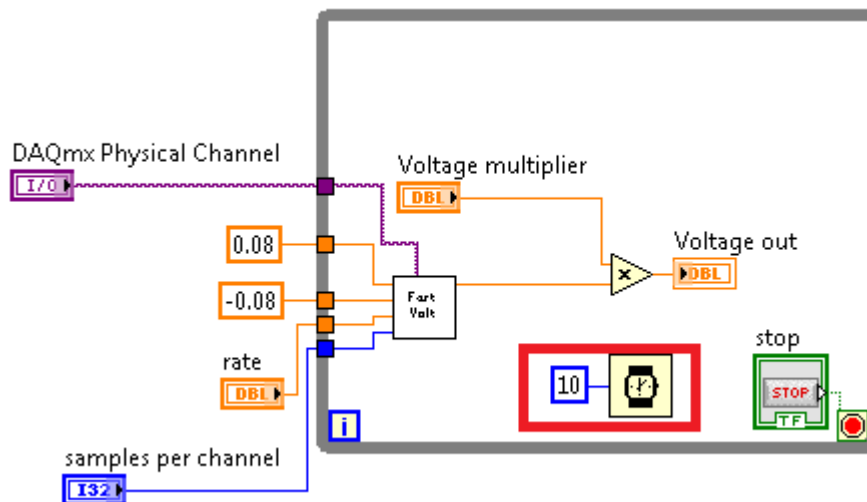 DAQmx Physical Channel
I/O
Voltage multiplier
DBL
0.08
Voltage out
DBL
-0.08
Fast
Volt
rate
DBL
10
stop
STOP
TF
i
samples per channel
I32